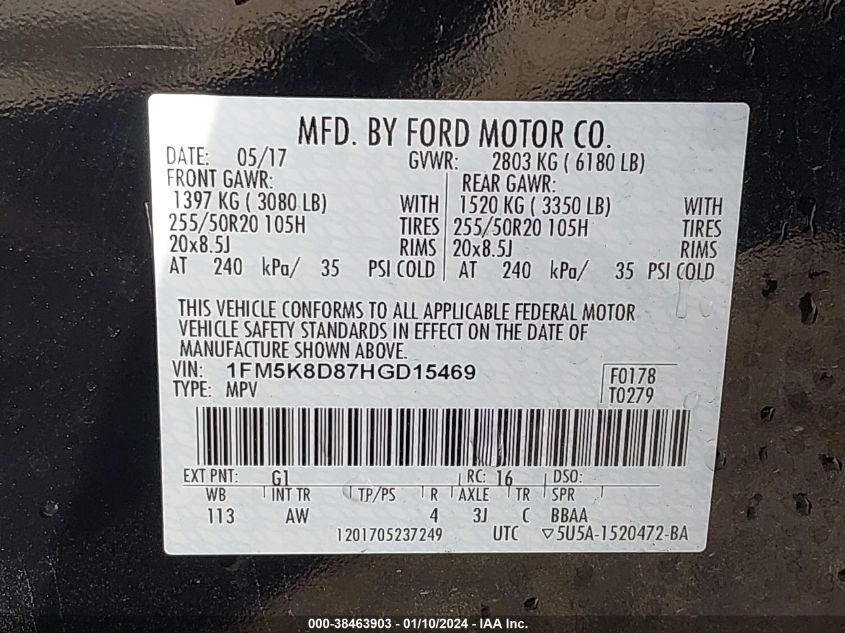 MFD. BY FORD MOTOR CO.
DATE: 05/17 GVWR: 2803 KG ( 6180 LB)
FRONT GAWR: REAR GAWR:
1397 KG ( 3080 LB) WITH 1520 KG ( 3350 LB) WITH
255/50R20 105H TIRES 255/50R20 105H TIRES
20x8.5J RIMS 20x8.5J RIMS
AT 240 kPa/ 35 PSI COLD AT 240 kPa/ 35 PSI COLD
THIS VEHICLE CONFORMS TO ALL APPLICABLE FEDERAL MOTOR
VEHICLE SAFETY STANDARDS IN EFFECT ON THE DATE OF
MANUFACTURE SHOWN ABOVE.
VIN: 1FM5K8D87HGD15469 F0178
TYPE: MPV T0279
EXT PNT: G1 RC: 16 DSO:
WB INT TR TP/PS R AXLE TR SPR
113 AW 4 3J C BBAA
1201705237249 UTC ▽5U5A-1520472-BA
000-38463903 - 01/10/2024 - IAA Inc.